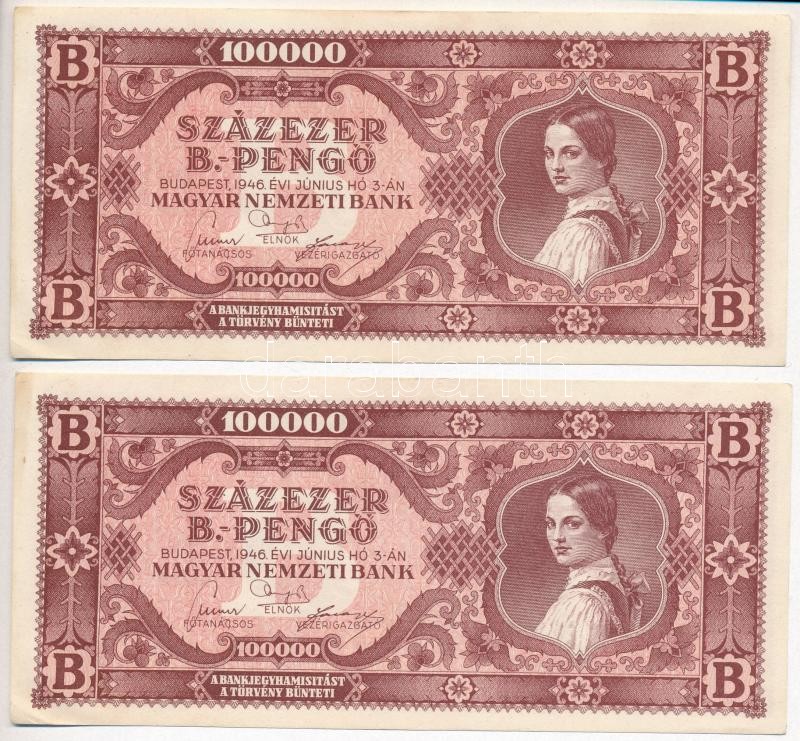 B 100000 B
SZÁZEZER
B.-PENGŐ
BUDAPEST, 1946. ÉVI JÚNIUS HÓ 3-ÁN
MAGYAR NEMZETI BANK
ELNÖK
FŐTANÁCSOS VEZÉRIGAZGATÓ
100000
B B
A BANKJEGYHAMISITÁST
A TÖRVÉNY BÜNTETI
darabanth
B 100000 B
SZÁZEZER
B.-PENGŐ
BUDAPEST, 1946. ÉVI JÚNIUS HÓ 3-ÁN
MAGYAR NEMZETI BANK
ELNÖK
FŐTANÁCSOS VEZÉRIGAZGATÓ
100000
B B
A BANKJEGYHAMISITÁST
A TÖRVÉNY BÜNTETI